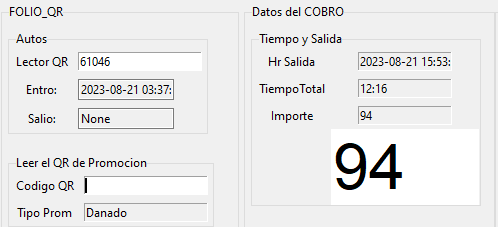 FOLIO_QR
Autos
Lector QR 61046
Entro: 2023-08-21 03:37:
Salio: None
Leer el QR de Promocion
Codigo QR
Tipo Prom Danado
Datos del COBRO
Tiempo y Salida
Hr Salida 2023-08-21 15:53:
TiempoTotal 12:16
Importe 94
94